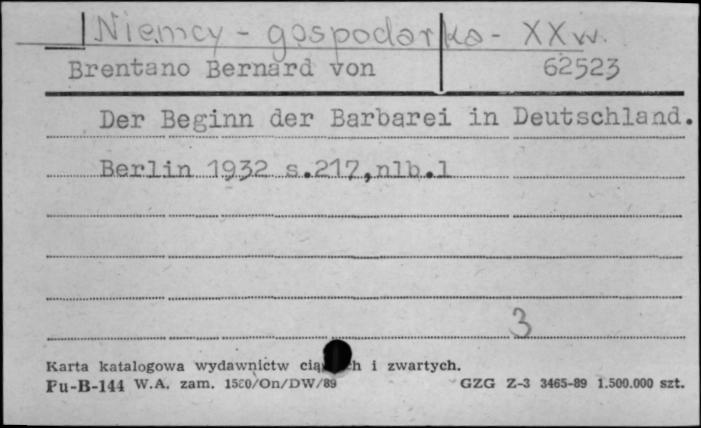 Niemcy - gospodarka - XX w.
Brentano Bernard von 62523
Der Beginn der Barbarei in Deutschland.
Berlin 1932 s.217,nlb.1
3
Karta katalogowa wydawnictw i zwartych.
Pu-B-144 W.A. zam. /On/DW/89 GZG Z-3 3465-89 1.500.000 szt.